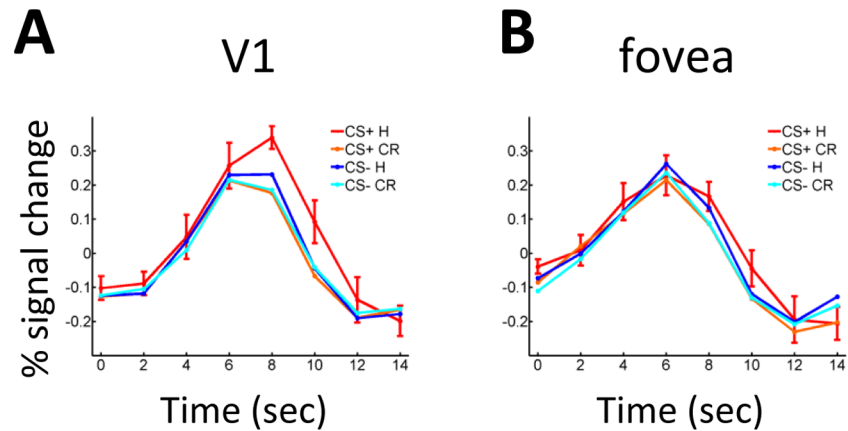 A
V1
% signal change
0.3
0.2
0.1
0
-0.1
-0.2
CS+ H
CS+ CR
CS- H
CS- CR
0 2 4 6 8 10 12 14
Time (sec)
B
fovea
0.3
0.2
0.1
0
-0.1
-0.2
CS+ H
CS+ CR
CS- H
CS- CR
0 2 4 6 8 10 12 14
Time (sec)